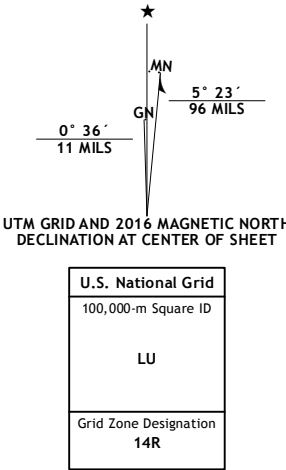 ★
MN
5° 23´
96 MILS
GN
0° 36´
11 MILS
UTM GRID AND 2016 MAGNETIC NORTH
DECLINATION AT CENTER OF SHEET
U.S. National Grid
100,000-m Square ID
LU
Grid Zone Designation
14R